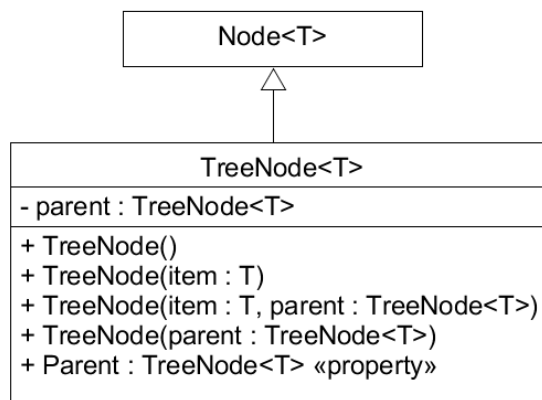 Node<T>
TreeNode<T>
- parent : TreeNode<T>
+ TreeNode()
+ TreeNode(item : T)
+ TreeNode(item : T, parent : TreeNode<T>)
+ TreeNode(parent : TreeNode<T>)
+ Parent : TreeNode<T> «property»